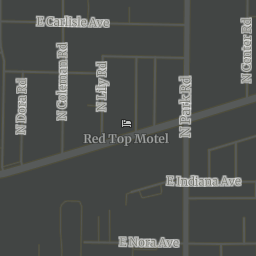 E Carlisle Ave
N Dora Rd
N Coleman Rd
N Lily Rd
N Park Rd
N Center Rd
Red Top Motel
E Indiana Ave
E Nora Ave